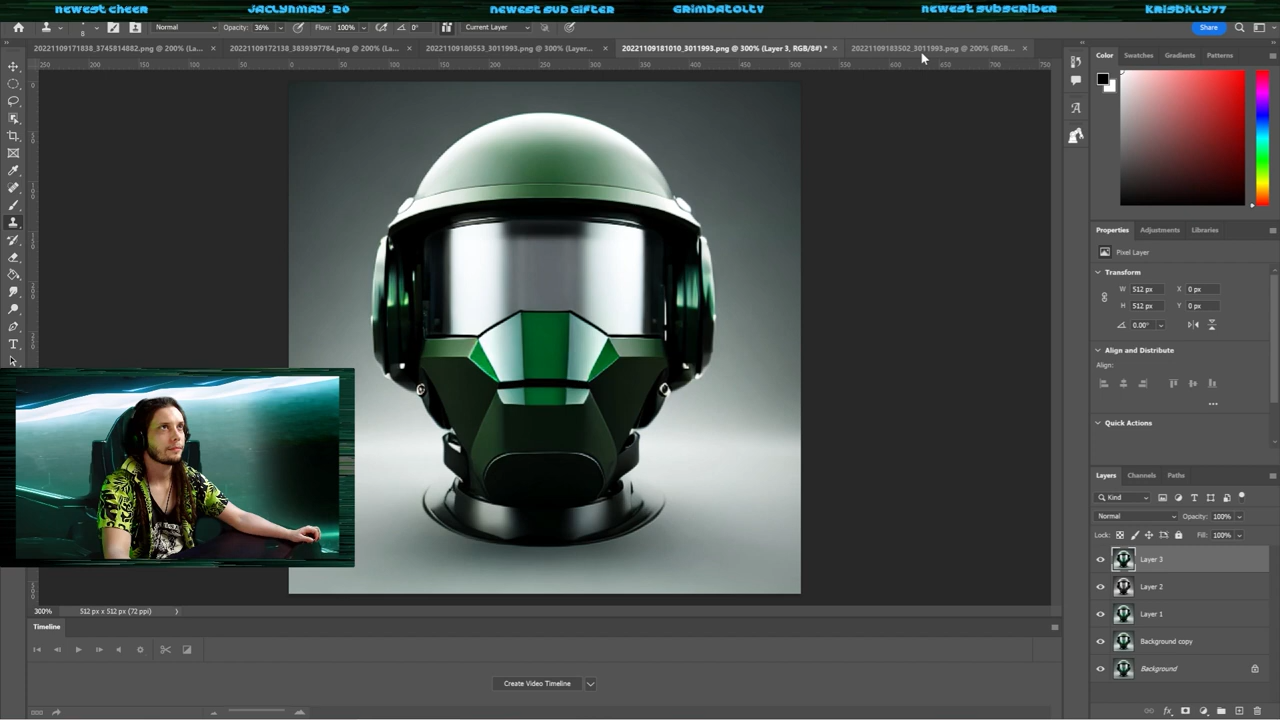 newest cheer JACLYNMAY_20 newest sub gifter GRIMBATOLTV newest subscriber KRISBILLY77
Normal Opacity: 36% Flow: 100% 0° Current Layer Share
20221109171838_374514882.png @ 200% (La... × 20221109172138_3839397784.png @ 200% (La... × 20221109180553_3011993.png @ 300% (Layer... × 20221109181010_3011993.png @ 300% (Layer 3, RGB/8#) * × 20221109183502_3011993.png @ 200% (RGB... ×
Color Swatches Gradients Patterns
Properties Adjustments Libraries
Pixel Layer
Transform
W 512 px X 0 px
H 512 px Y 0 px
0.00°
Align and Distribute
Align:
Quick Actions
Layers Channels Paths
Kind
Normal Opacity: 100%
Lock: Fill: 100%
Layer 3
Layer 2
Layer 1
Background copy
Background
300% 512 px x 512 px (72 ppi)
Timeline
Create Video Timeline